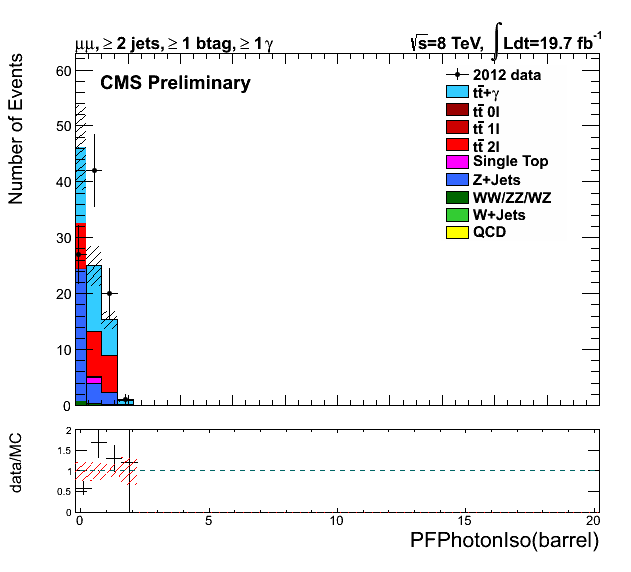 μμ, ≥ 2 jets, ≥ 1 btag, ≥ 1 γ
√s=8 TeV, ∫Ldt=19.7 fb⁻¹
CMS Preliminary
Number of Events
60
50
40
30
20
10
0
2012 data
tt̄+γ
tt̄ 0l
tt̄ 1l
tt̄ 2l
Single Top
Z+Jets
WW/ZZ/WZ
W+Jets
QCD
data/MC
2
1.5
1
0.5
0
0 5 10 15 20
PFPhotonIso(barrel)